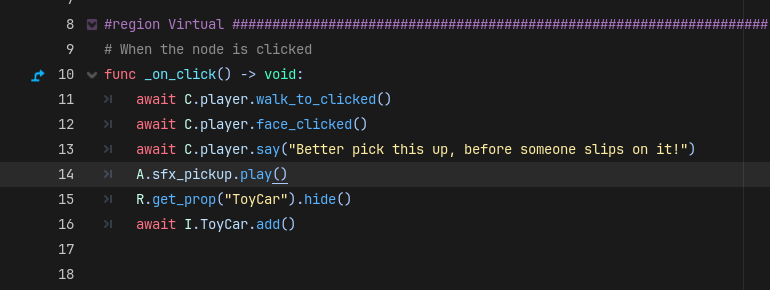 8 #region Virtual ####################################################################
9 # When the node is clicked
10 func _on_click() -> void:
11 await C.player.walk_to_clicked()
12 await C.player.face_clicked()
13 await C.player.say("Better pick this up, before someone slips on it!")
14 A.sfx_pickup.play()
15 R.get_prop("ToyCar").hide()
16 await I.ToyCar.add()
17
18